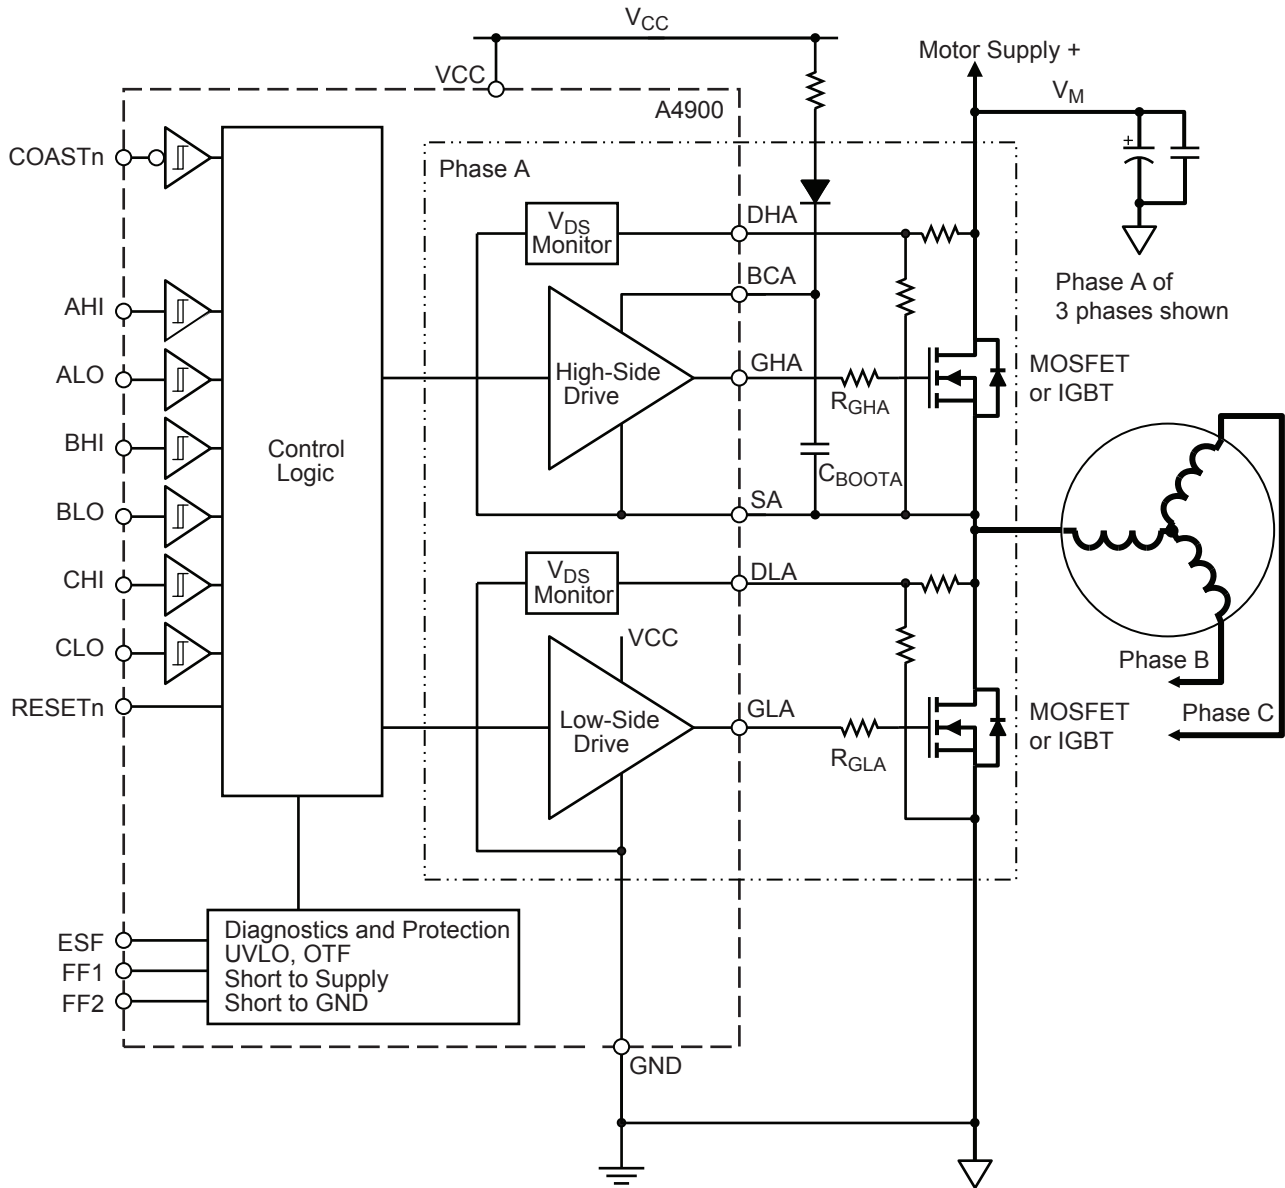 VCC
Motor Supply +
VCC
VM
A4900
COASTn
Phase A
VDS
Monitor
DHA
BCA
Phase A of
3 phases shown
AHI
ALO
BHI
BLO
CHI
CLO
RESETn
Control
Logic
High-Side
Drive
GHA
RGHA
MOSFET
or IGBT
CBOOTA
SA
VDS
Monitor
DLA
VCC
Low-Side
Drive
GLA
RGLA
MOSFET
or IGBT
Phase B
Phase C
ESF
FF1
FF2
Diagnostics and Protection
UVLO, OTF
Short to Supply
Short to GND
GND